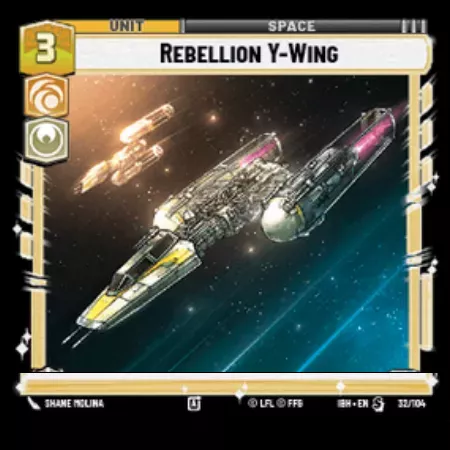 UNIT
SPACE
3
REBELLION Y-WING
SHANE MOLINA
© LFL © FFG
IBH • EN
32/104